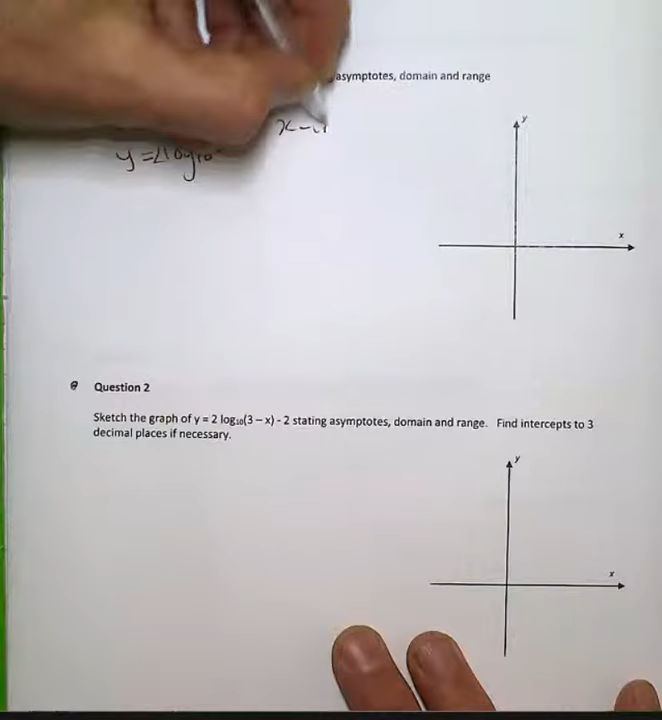 asymptotes, domain and range
x-
y =
y
x
Question 2
Sketch the graph of y = 2 log₁₀(3 – x) - 2 stating asymptotes, domain and range. Find intercepts to 3
decimal places if necessary.
y
x